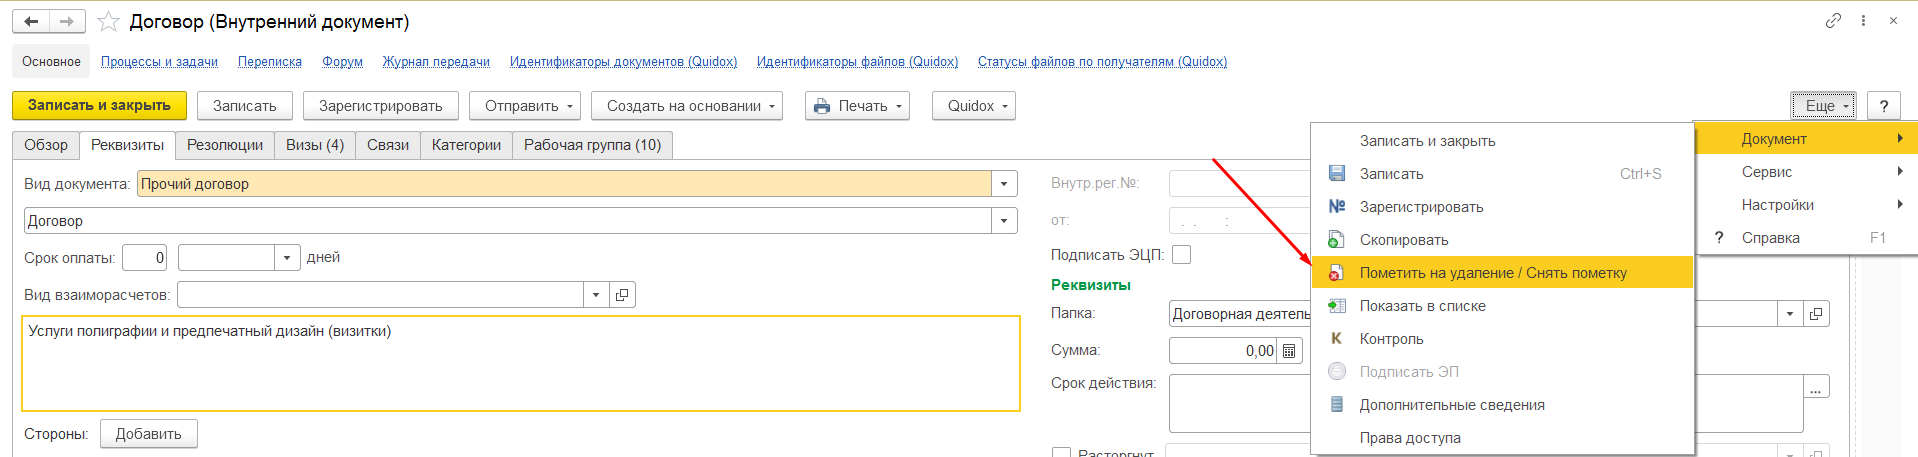 Договор (Внутренний документ)
Основное Процессы и задачи Переписка Форум Журнал передачи Идентификаторы документов (Quidox) Идентификаторы файлов (Quidox) Статусы файлов по получателям (Quidox)
Записать и закрыть Записать Зарегистрировать Отправить Создать на основании Печать Quidox Еще ?
Обзор Реквизиты Резолюции Визы (4) Связи Категории Рабочая группа (10)
Вид документа: Прочий договор
Договор
Срок оплаты: 0 дней
Вид взаиморасчетов:
Услуги полиграфии и предпечатный дизайн (визитки)
Стороны: Добавить
Внутр.рег.№:
от: . . :
Подписать ЭЦП:
Реквизиты
Папка: Договорная деятель
Сумма: 0,00
Срок действия: ...
Расторгнут
Записать и закрыть
Записать Ctrl+S
№ Зарегистрировать
Скопировать
Пометить на удаление / Снять пометку
Показать в списке
К Контроль
Подписать ЭП
Дополнительные сведения
Права доступа
Документ
Сервис
Настройки
? Справка F1